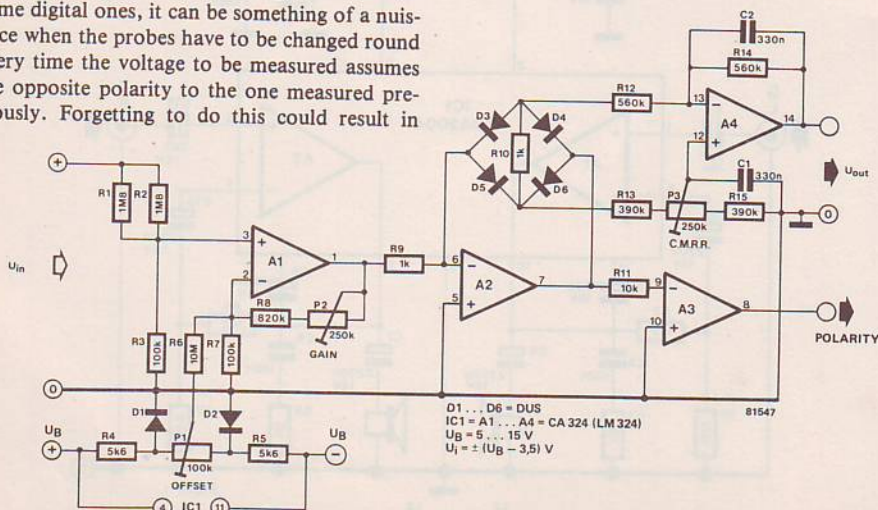 me digital ones, it can be something of a nuis-
ce when the probes have to be changed round
ery time the voltage to be measured assumes
e opposite polarity to the one measured pre-
ously. Forgetting to do this could result in
C2
330n
R14
560k
R12
560k
13
14
12
A4
D3
D4
R10
1k
D5
D6
C1
330n
Uout
R13
390k
P3
250k
C.M.R.R.
R15
390k
0
+
R1
1M8
R2
1M8
Uin
3
+
A1
1
2
−
R9
1k
6
−
A2
7
5
+
R11
10k
9
−
A3
8
10
+
POLARITY
R8
820k
P2
250k
GAIN
R3
100k
R6
10M
R7
100k
0
D1
D2
UB
+
R4
5k6
P1
100k
OFFSET
R5
5k6
UB
−
4 IC1 11
D1 ... D6 = DUS
IC1 = A1 ... A4 = CA 324 (LM 324)
UB = 5 ... 15 V
Ui = ± (UB − 3,5) V
81547